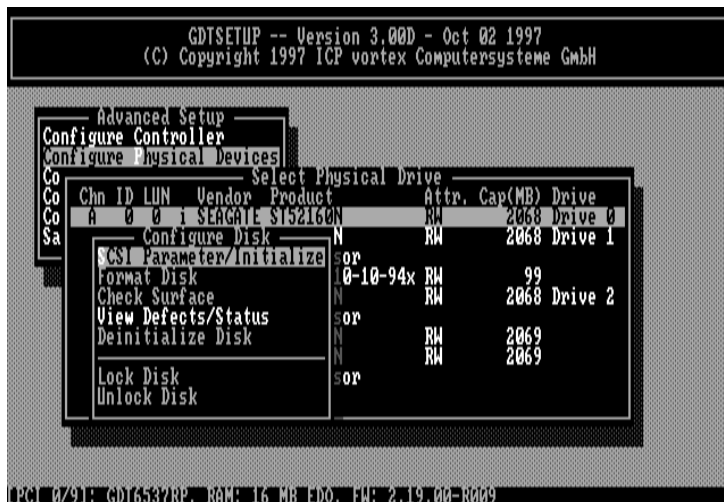 GDTSETUP -- Version 3.00D - Oct 02 1997
(C) Copyright 1997 ICP vortex Computersysteme GmbH
Advanced Setup
Configure Controller
Configure Physical Devices
Co
Co
Co
Sa
Select Physical Drive
Chn ID LUN Vendor Product Attr. Cap(MB) Drive
A 0 0 i SEAGATE ST52160N RW 2068 Drive 0
N RW 2068 Drive 1
sor
0-10-94x RW 99
N RW 2068 Drive 2
sor
N RW 2069
N RW 2069
sor
Configure Disk
SCSI Parameter/Initialize
Format Disk
Check Surface
View Defects/Status
Deinitialize Disk
Lock Disk
Unlock Disk
[PCI 0/9]: GDT6537RP, RAM: 16 MB EDO, FW: 2.19.00-R009